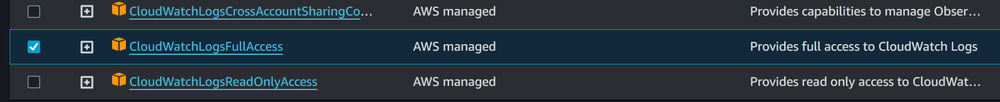 CloudWatchLogsCrossAccountSharingCo... AWS managed Provides capabilities to manage Obser...
CloudWatchLogsFullAccess AWS managed Provides full access to CloudWatch Logs
CloudWatchLogsReadOnlyAccess AWS managed Provides read only access to CloudWat...